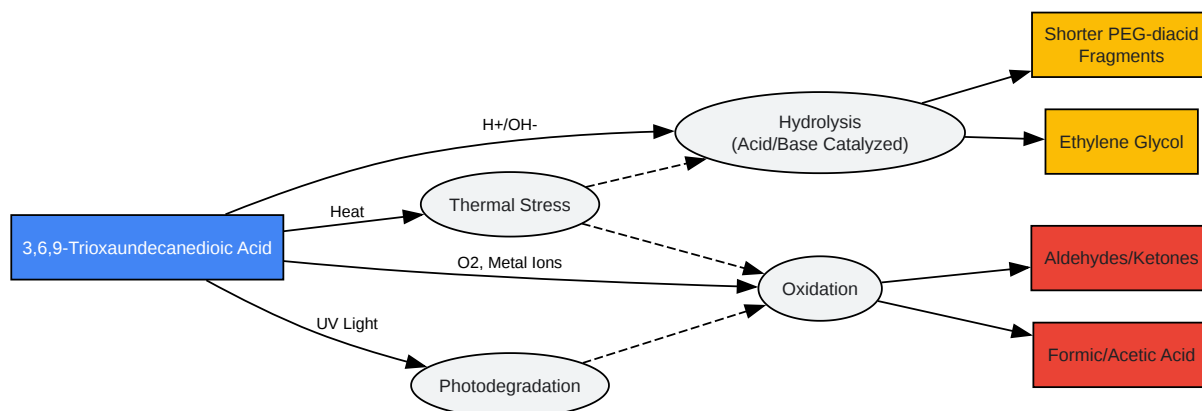 Shorter PEG-diacid
Fragments
Hydrolysis
(Acid/Base Catalyzed)
H+/OH-
Ethylene Glycol
Thermal Stress
Heat
3,6,9-Trioxaundecanedioic Acid
Aldehydes/Ketones
O2, Metal Ions
Oxidation
UV Light
Formic/Acetic Acid
Photodegradation